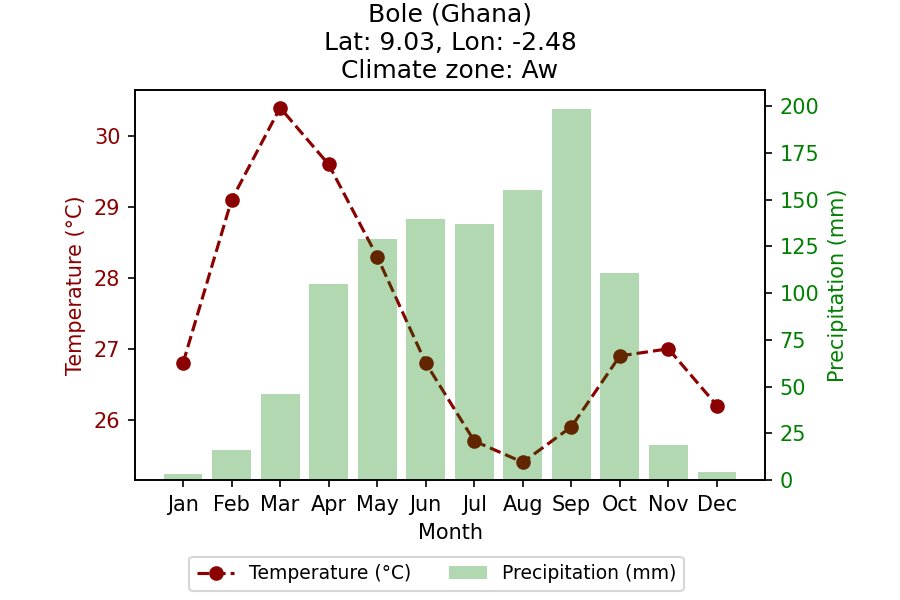 Bole (Ghana)
Lat: 9.03, Lon: -2.48
Climate zone: Aw
Temperature (°C)
30
29
28
27
26
200
175
150
125
100
75
50
25
0
Precipitation (mm)
Jan Feb Mar Apr May Jun Jul Aug Sep Oct Nov Dec
Month
Temperature (°C) Precipitation (mm)